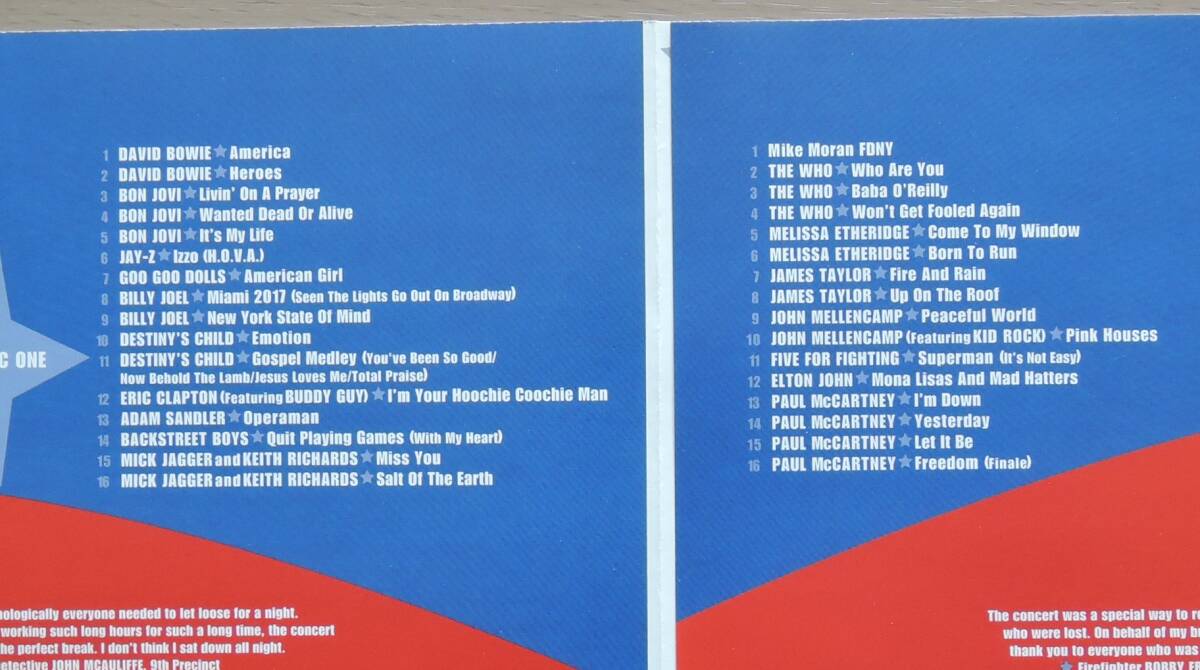 1 DAVID BOWIE★America
2 DAVID BOWIE★Heroes
3 BON JOVI★Livin' On A Prayer
4 BON JOVI★Wanted Dead Or Alive
5 BON JOVI★It's My Life
6 JAY-Z★Izzo (H.O.V.A.)
7 GOO GOO DOLLS★American Girl
8 BILLY JOEL★Miami 2017 (Seen The Lights Go Out On Broadway)
9 BILLY JOEL★New York State Of Mind
10 DESTINY'S CHILD★Emotion
11 DESTINY'S CHILD★Gospel Medley (You've Been So Good/
Now Behold The Lamb/Jesus Loves Me/Total Praise)
12 ERIC CLAPTON (Featuring BUDDY GUY)★I'm Your Hoochie Coochie Man
13 ADAM SANDLER★Operaman
14 BACKSTREET BOYS★Quit Playing Games (With My Heart)
15 MICK JAGGER and KEITH RICHARDS★Miss You
16 MICK JAGGER and KEITH RICHARDS★Salt Of The Earth
C ONE
nologically everyone needed to let loose for a night.
working such long hours for such a long time, the concert
he perfect break. I don't think I sat down all night.
etective JOHN MCAULIFFE, 9th Precinct
1 Mike Moran FDNY
2 THE WHO★Who Are You
3 THE WHO★Baba O'Reilly
4 THE WHO★Won't Get Fooled Again
5 MELISSA ETHERIDGE★Come To My Window
6 MELISSA ETHERIDGE★Born To Run
7 JAMES TAYLOR★Fire And Rain
8 JAMES TAYLOR★Up On The Roof
9 JOHN MELLENCAMP★Peaceful World
10 JOHN MELLENCAMP (Featuring KID ROCK)★Pink Houses
11 FIVE FOR FIGHTING★Superman (It's Not Easy)
12 ELTON JOHN★Mona Lisas And Mad Hatters
13 PAUL McCARTNEY★I'm Down
14 PAUL McCARTNEY★Yesterday
15 PAUL McCARTNEY★Let It Be
16 PAUL McCARTNEY★Freedom (Finale)
The concert was a special way to r
who were lost. On behalf of my b
thank you to everyone who was
★ Firefighter BOBBY